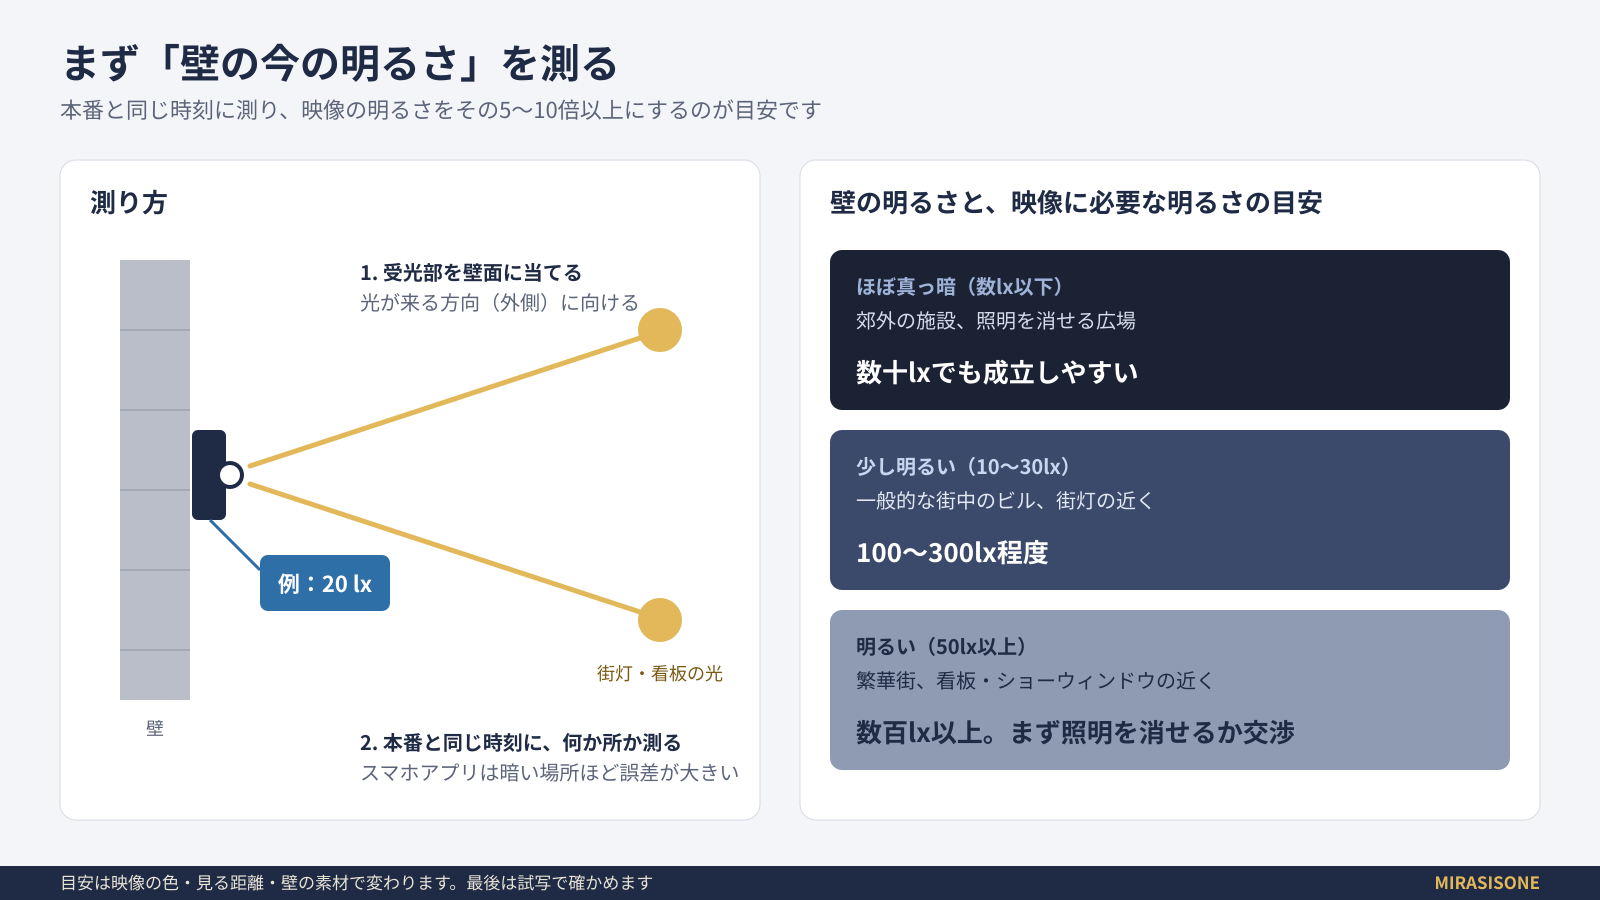 まず「壁の今の明るさ」を測る
本番と同じ時刻に測り、映像の明るさをその5〜10倍以上にするのが目安です
測り方
1. 受光部を壁面に当てる
光が来る方向（外側）に向ける
例：20 lx
街灯・看板の光
壁
2. 本番と同じ時刻に、何か所か測る
スマホアプリは暗い場所ほど誤差が大きい
壁の明るさと、映像に必要な明るさの目安
ほぼ真っ暗（数lx以下）
郊外の施設、照明を消せる広場
数十lxでも成立しやすい
少し明るい（10〜30lx）
一般的な街中のビル、街灯の近く
100〜300lx程度
明るい（50lx以上）
繁華街、看板・ショーウィンドウの近く
数百lx以上。まず照明を消せるか交渉
目安は映像の色・見る距離・壁の素材で変わります。最後は試写で確かめます
MIRASISONE